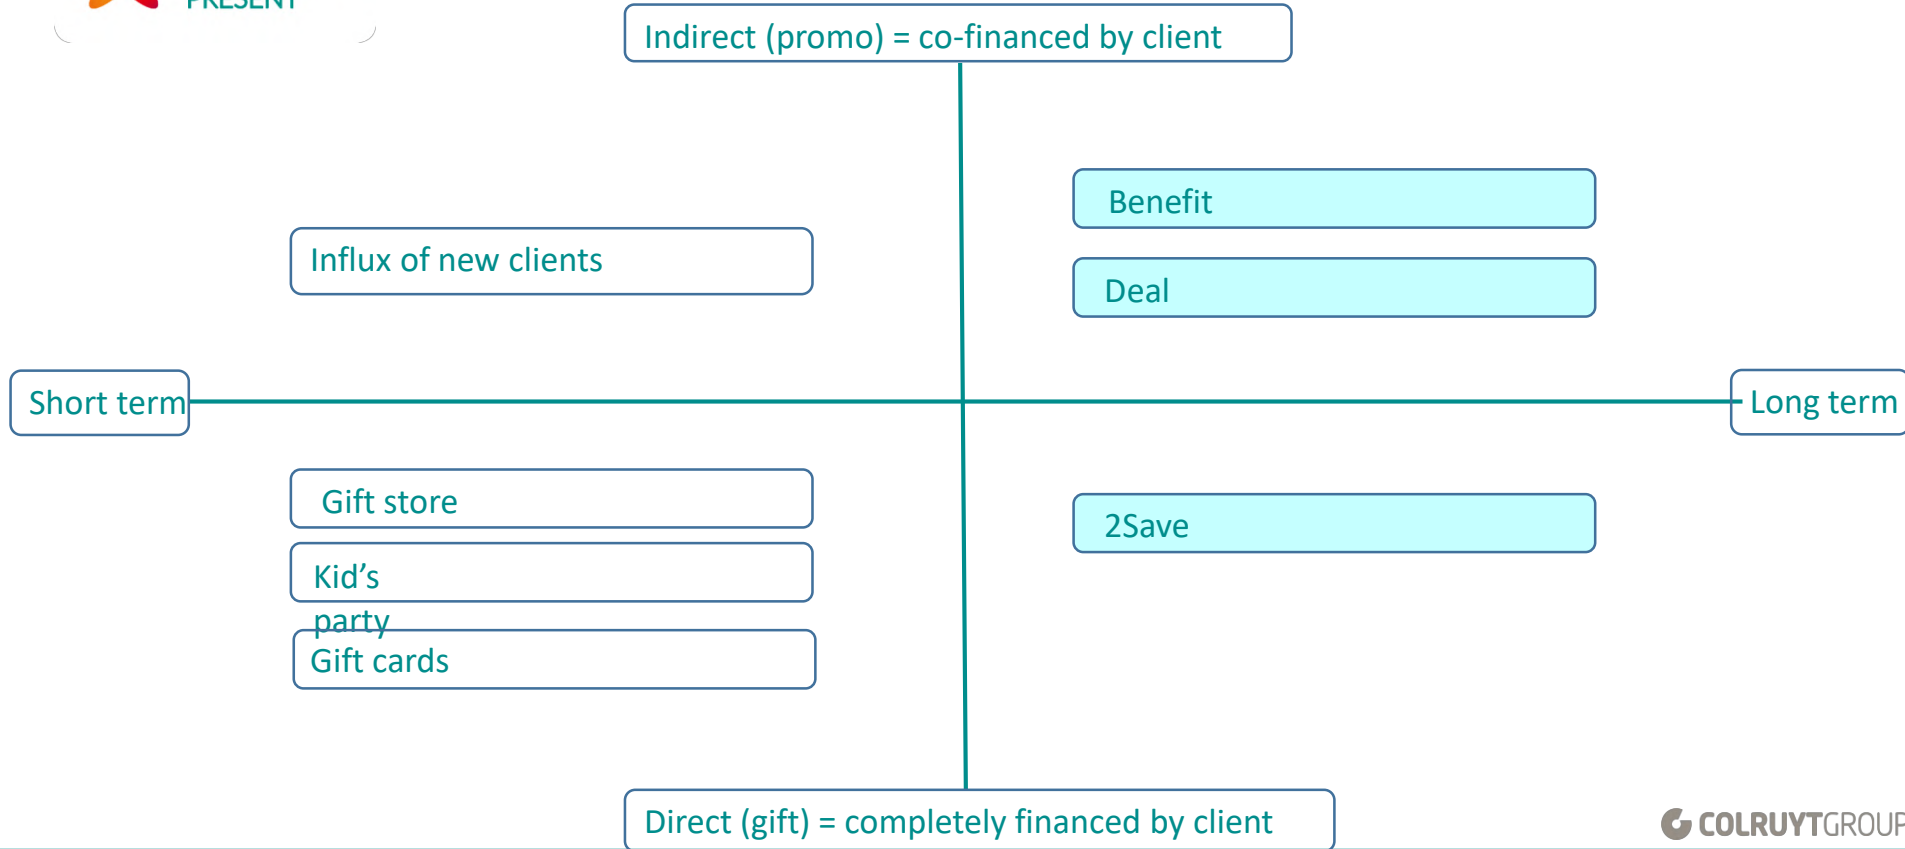 PRESENT
Indirect (promo) = co-financed by client
Benefit
Influx of new clients
Deal
Short term
Long term
Gift store
2Save
Kid’s
party
Gift cards
Direct (gift) = completely financed by client
COLRUYTGROUP